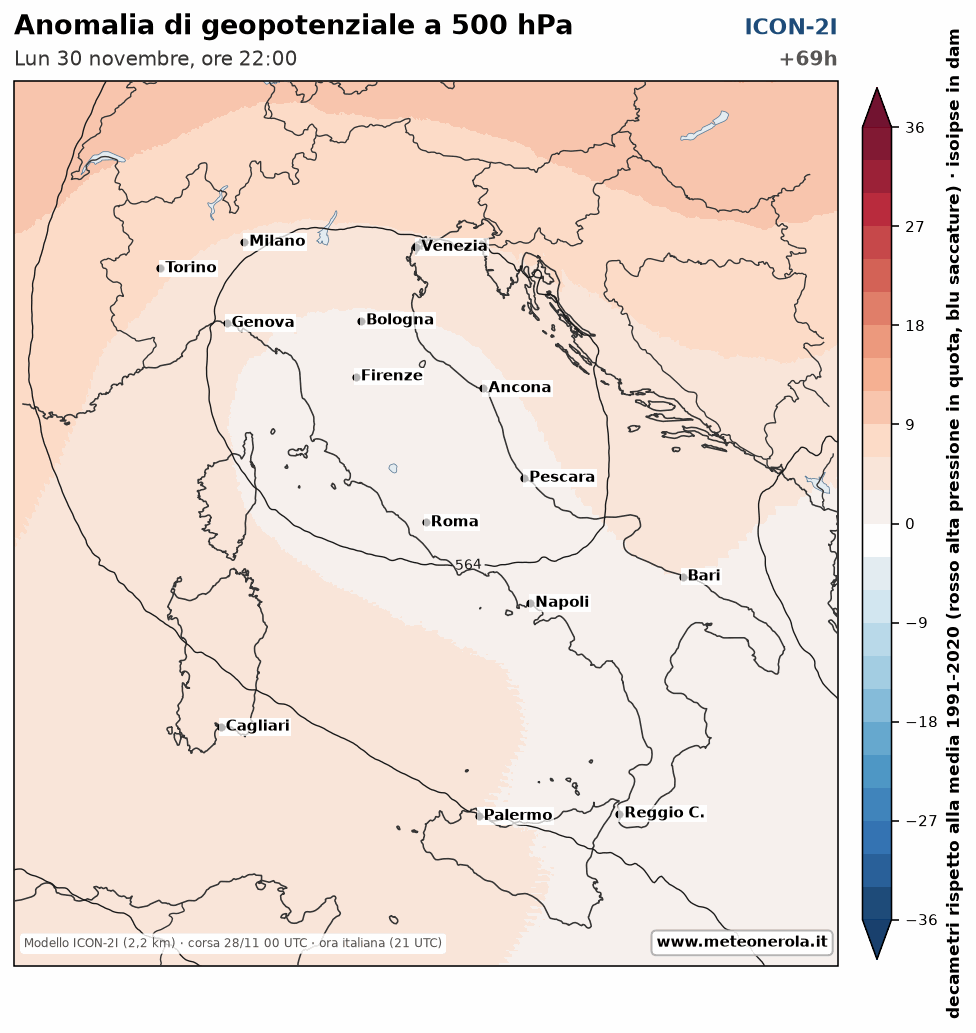 Anomalia di geopotenziale a 500 hPa
ICON-2I
Lun 30 novembre, ore 22:00
+69h
Milano
Venezia
Torino
Genova
Bologna
Firenze
Ancona
Pescara
Roma
564
Bari
Napoli
Cagliari
Palermo
Reggio C.
Modello ICON-2I (2,2 km) · corsa 28/11 00 UTC · ora italiana (21 UTC)
www.meteonerola.it
36
27
18
9
0
−9
−18
−27
−36
decametri rispetto alla media 1991-2020 (rosso alta pressione in quota, blu saccature) · isoipse in dam